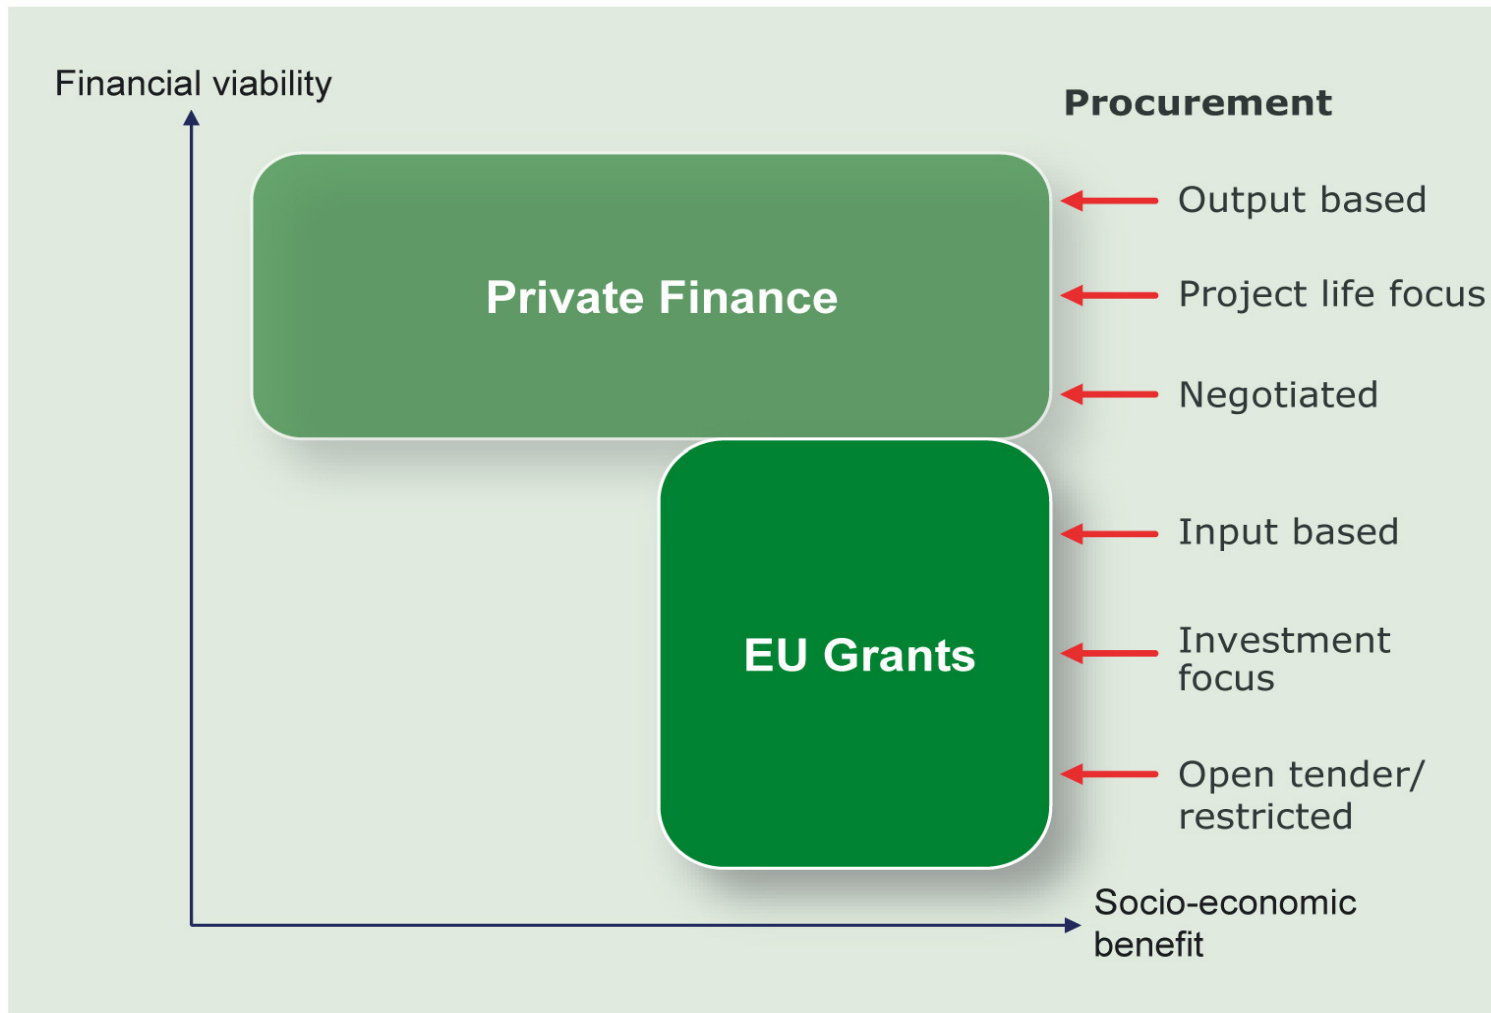 Financial viability
Procurement
Output based
Private Finance
Project life focus
Negotiated
Input based
EU Grants
Investment
focus
Open tender/
restricted
Socio-economic
benefit